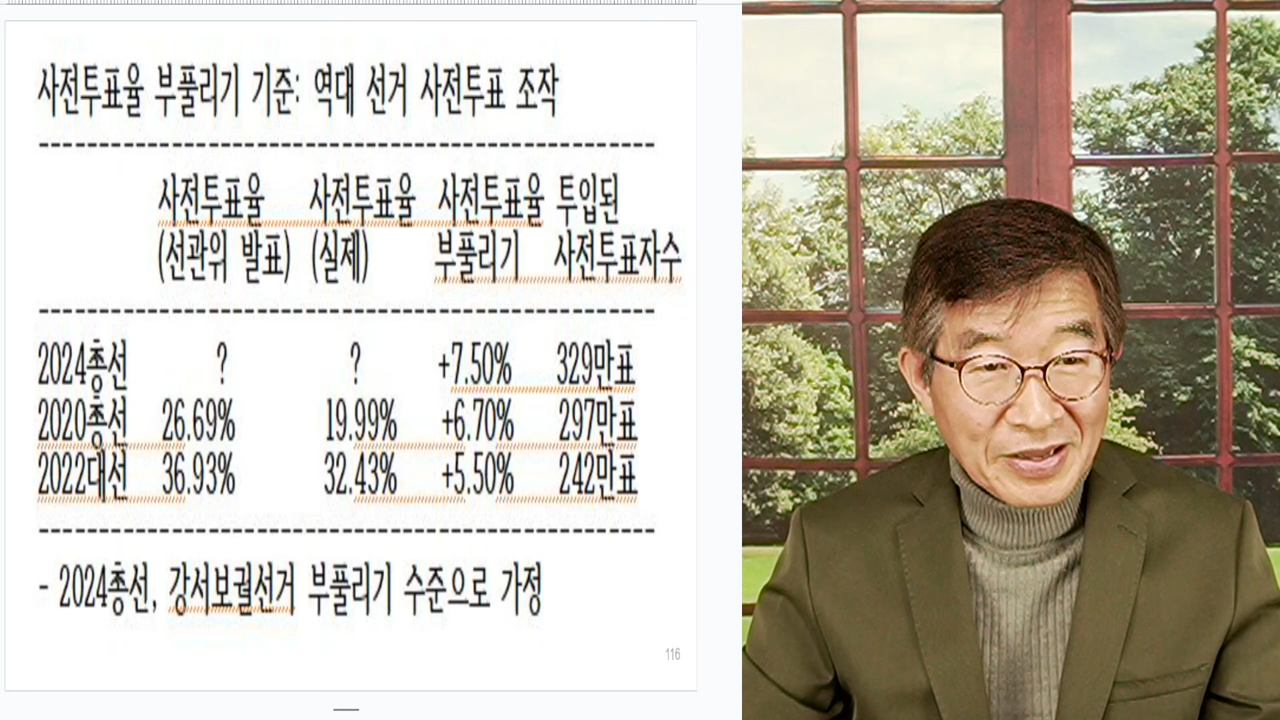 사전투표율 부풀리기 기준: 역대 선거 사전투표 조작
사전투표율 사전투표율 사전투표율 투입된
(선관위 발표) (실제) 부풀리기 사전투표자수
2024총선 ? ? +7.50% 329만표
2020총선 26.69% 19.99% +6.70% 297만표
2022대선 36.93% 32.43% +5.50% 242만표
- 2024총선, 강서보궐선거 부풀리기 수준으로 가정
116